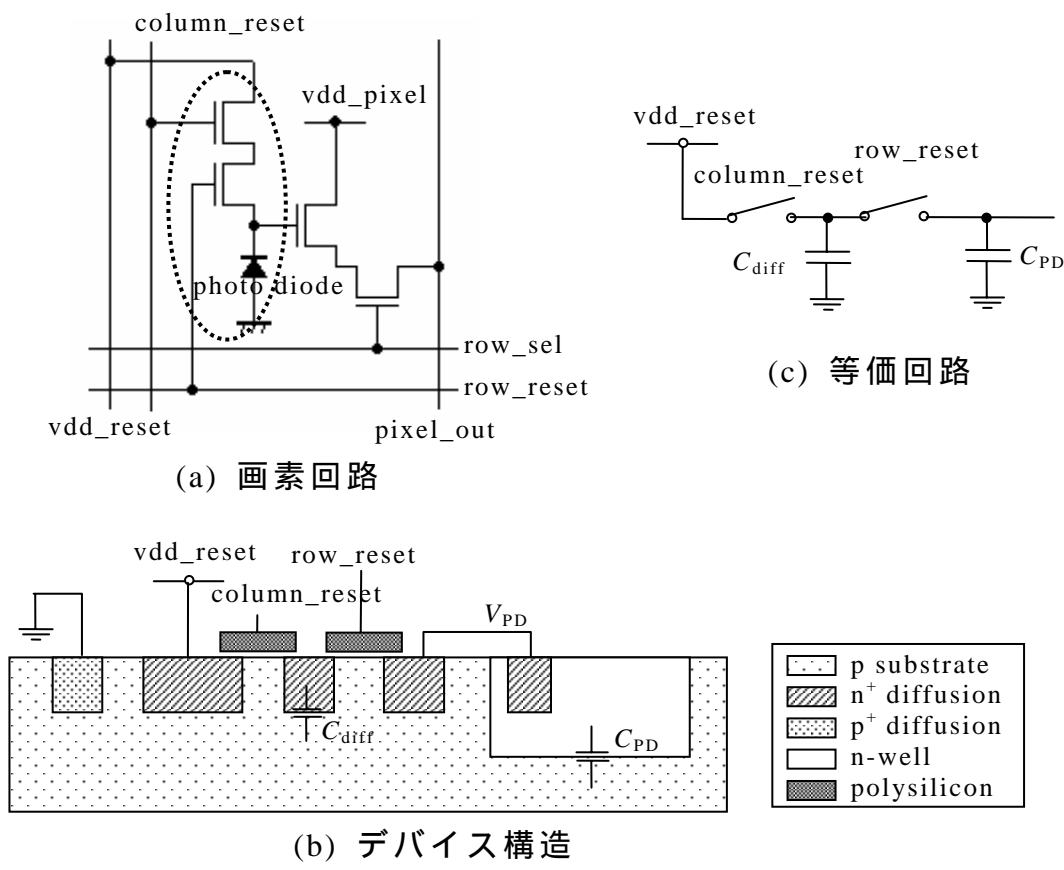 column_reset
vdd_pixel
photo diode
row_sel
row_reset
vdd_reset
pixel_out
(a) 画素回路
vdd_reset
row_reset
column_reset
C_diff
C_PD
(c) 等価回路
vdd_reset
row_reset
column_reset
V_PD
C_diff
C_PD
p substrate
n⁺ diffusion
p⁺ diffusion
n-well
polysilicon
(b) デバイス構造